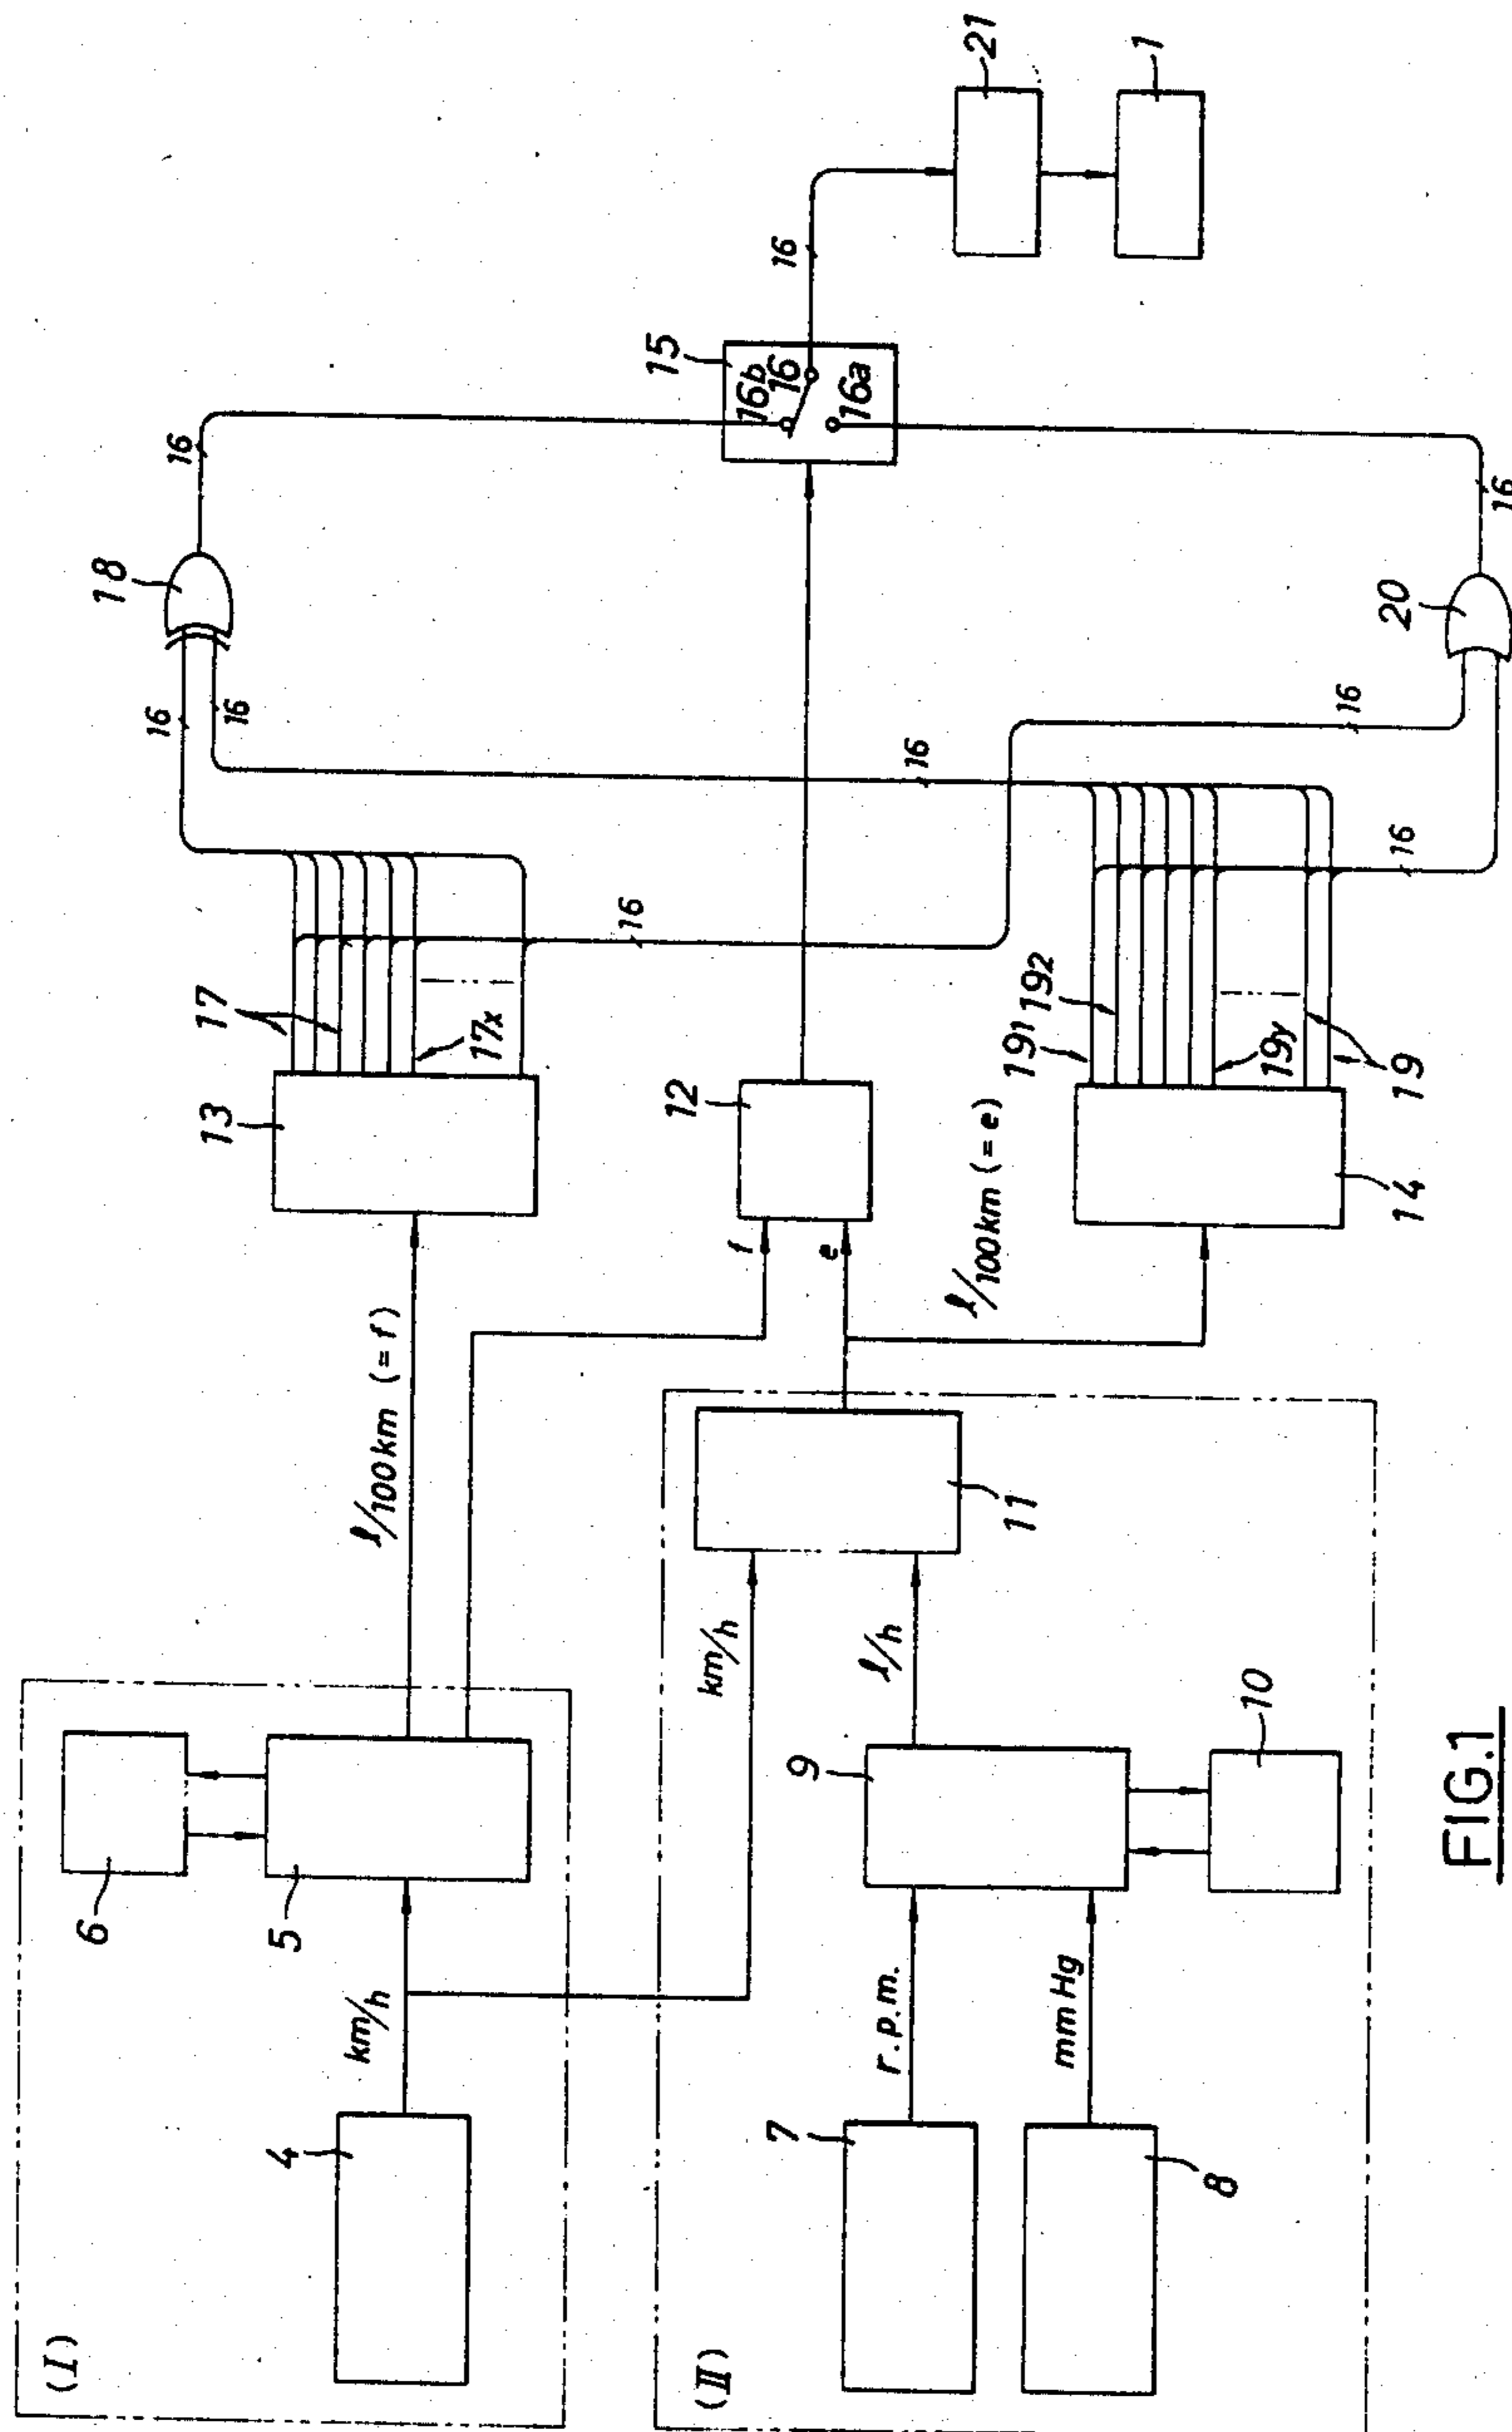 (I)
4
km/h
5
6
l/100km (= f)
13
17
17x
16
16
16
18
16
(II)
7
r.p.m.
8
mm Hg
9
10
l/h
km/h
11
f
e
12
l/100km (= e)
14
19₁
19₂
19y
19
16
16
16
20
16
15
16b
16
16a
16
21
1
FIG.1